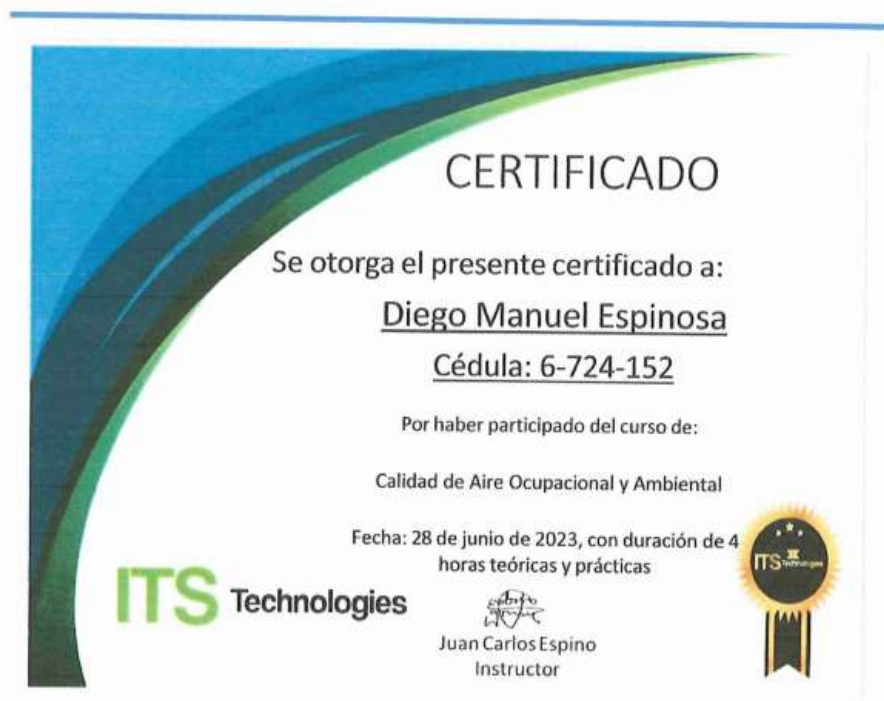 CERTIFICADO
Se otorga el presente certificado a:
Diego Manuel Espinosa
Cédula: 6-724-152
Por haber participado del curso de:
Calidad de Aire Ocupacional y Ambiental
Fecha: 28 de junio de 2023, con duración de 4
horas teóricas y prácticas
ITS Technologies
Juan Carlos Espino
Instructor
ITS Technologies